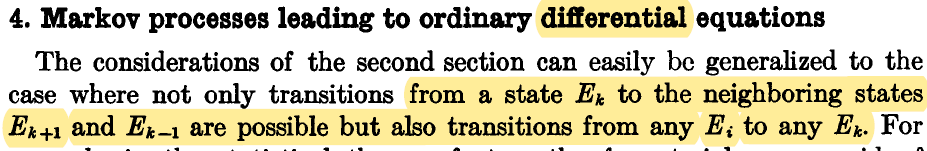 4. Markov processes leading to ordinary differential equations
The considerations of the second section can easily be generalized to the
case where not only transitions from a state E_k to the neighboring states
E_{k+1} and E_{k−1} are possible but also transitions from any E_i to any E_k. For